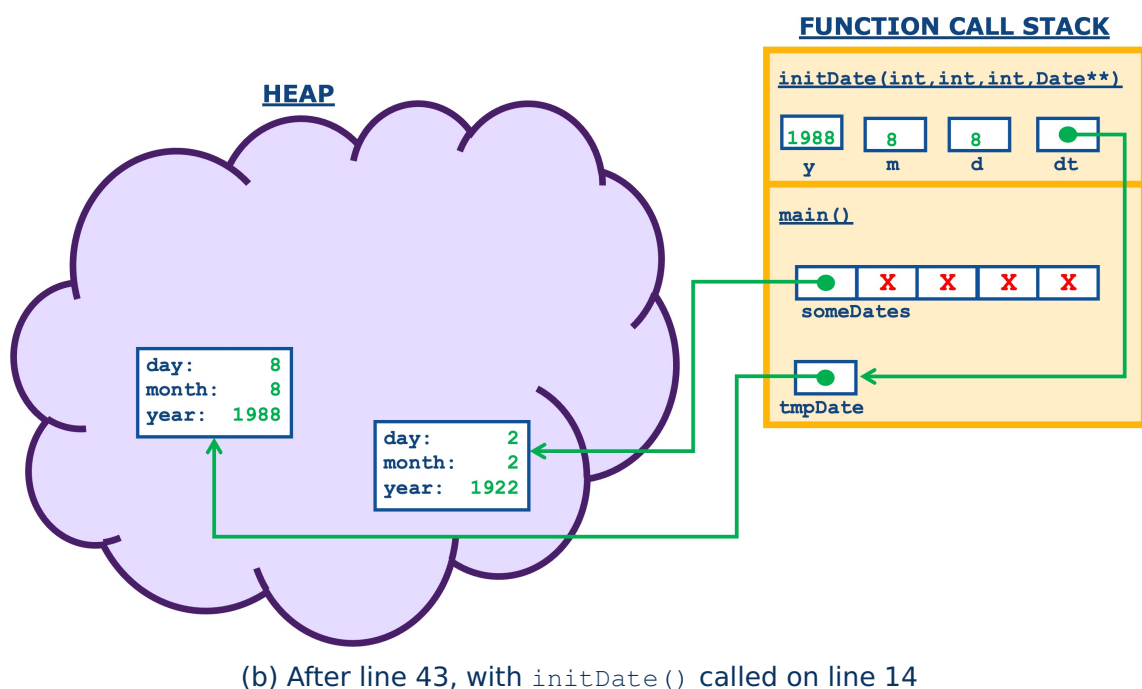 FUNCTION CALL STACK
initDate(int,int,int,Date**)
1988 8 8
y m d dt
main()
X X X X
someDates
tmpDate
HEAP
day: 8
month: 8
year: 1988
day: 2
month: 2
year: 1922
(b) After line 43, with initDate() called on line 14